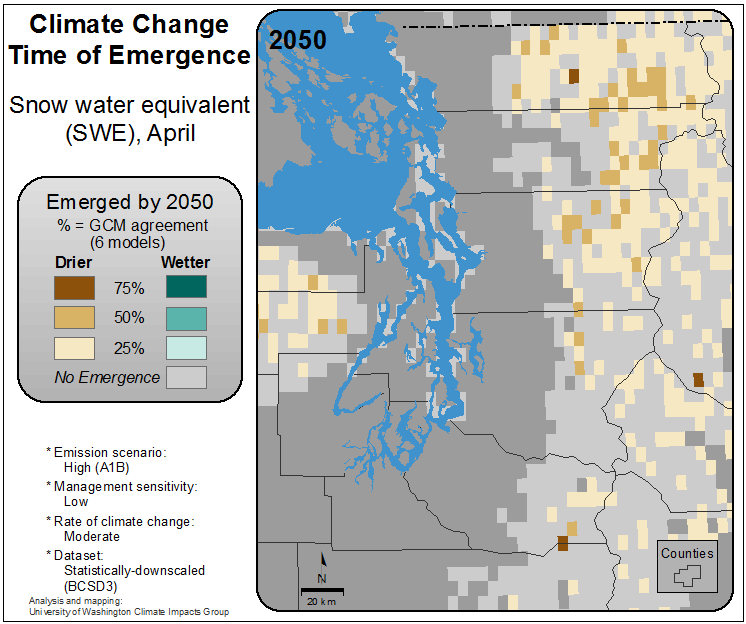 Climate Change
Time of Emergence
Snow water equivalent
(SWE), April
Emerged by 2050
% = GCM agreement
(6 models)
Drier Wetter
75%
50%
25%
No Emergence
* Emission scenario:
High (A1B)
* Management sensitivity:
Low
* Rate of climate change:
Moderate
* Dataset:
Statistically-downscaled
(BCSD3)
Analysis and mapping:
University of Washington Climate Impacts Group
2050
N
20 km
Counties